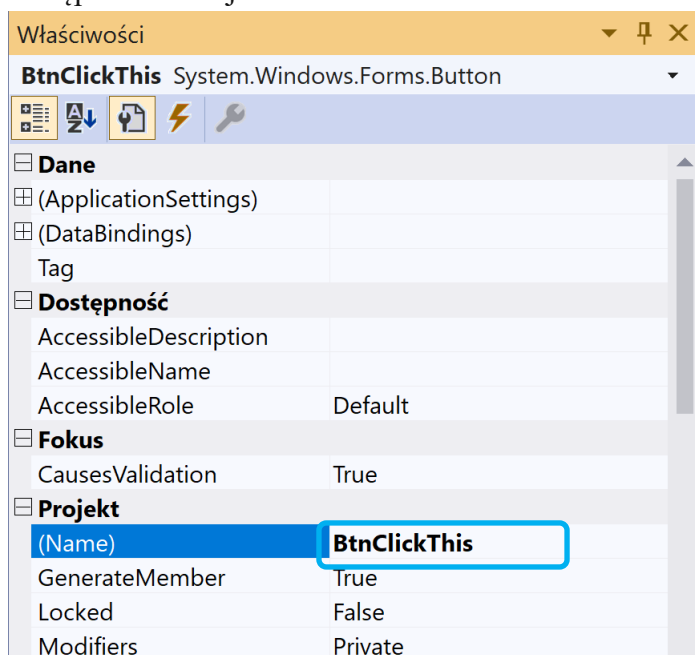 Właściwości
BtnClickThis System.Windows.Forms.Button
Dane
(ApplicationSettings)
(DataBindings)
Tag
Dostępność
AccessibleDescription
AccessibleName
AccessibleRole Default
Fokus
CausesValidation True
Projekt
(Name) BtnClickThis
GenerateMember True
Locked False
Modifiers Private